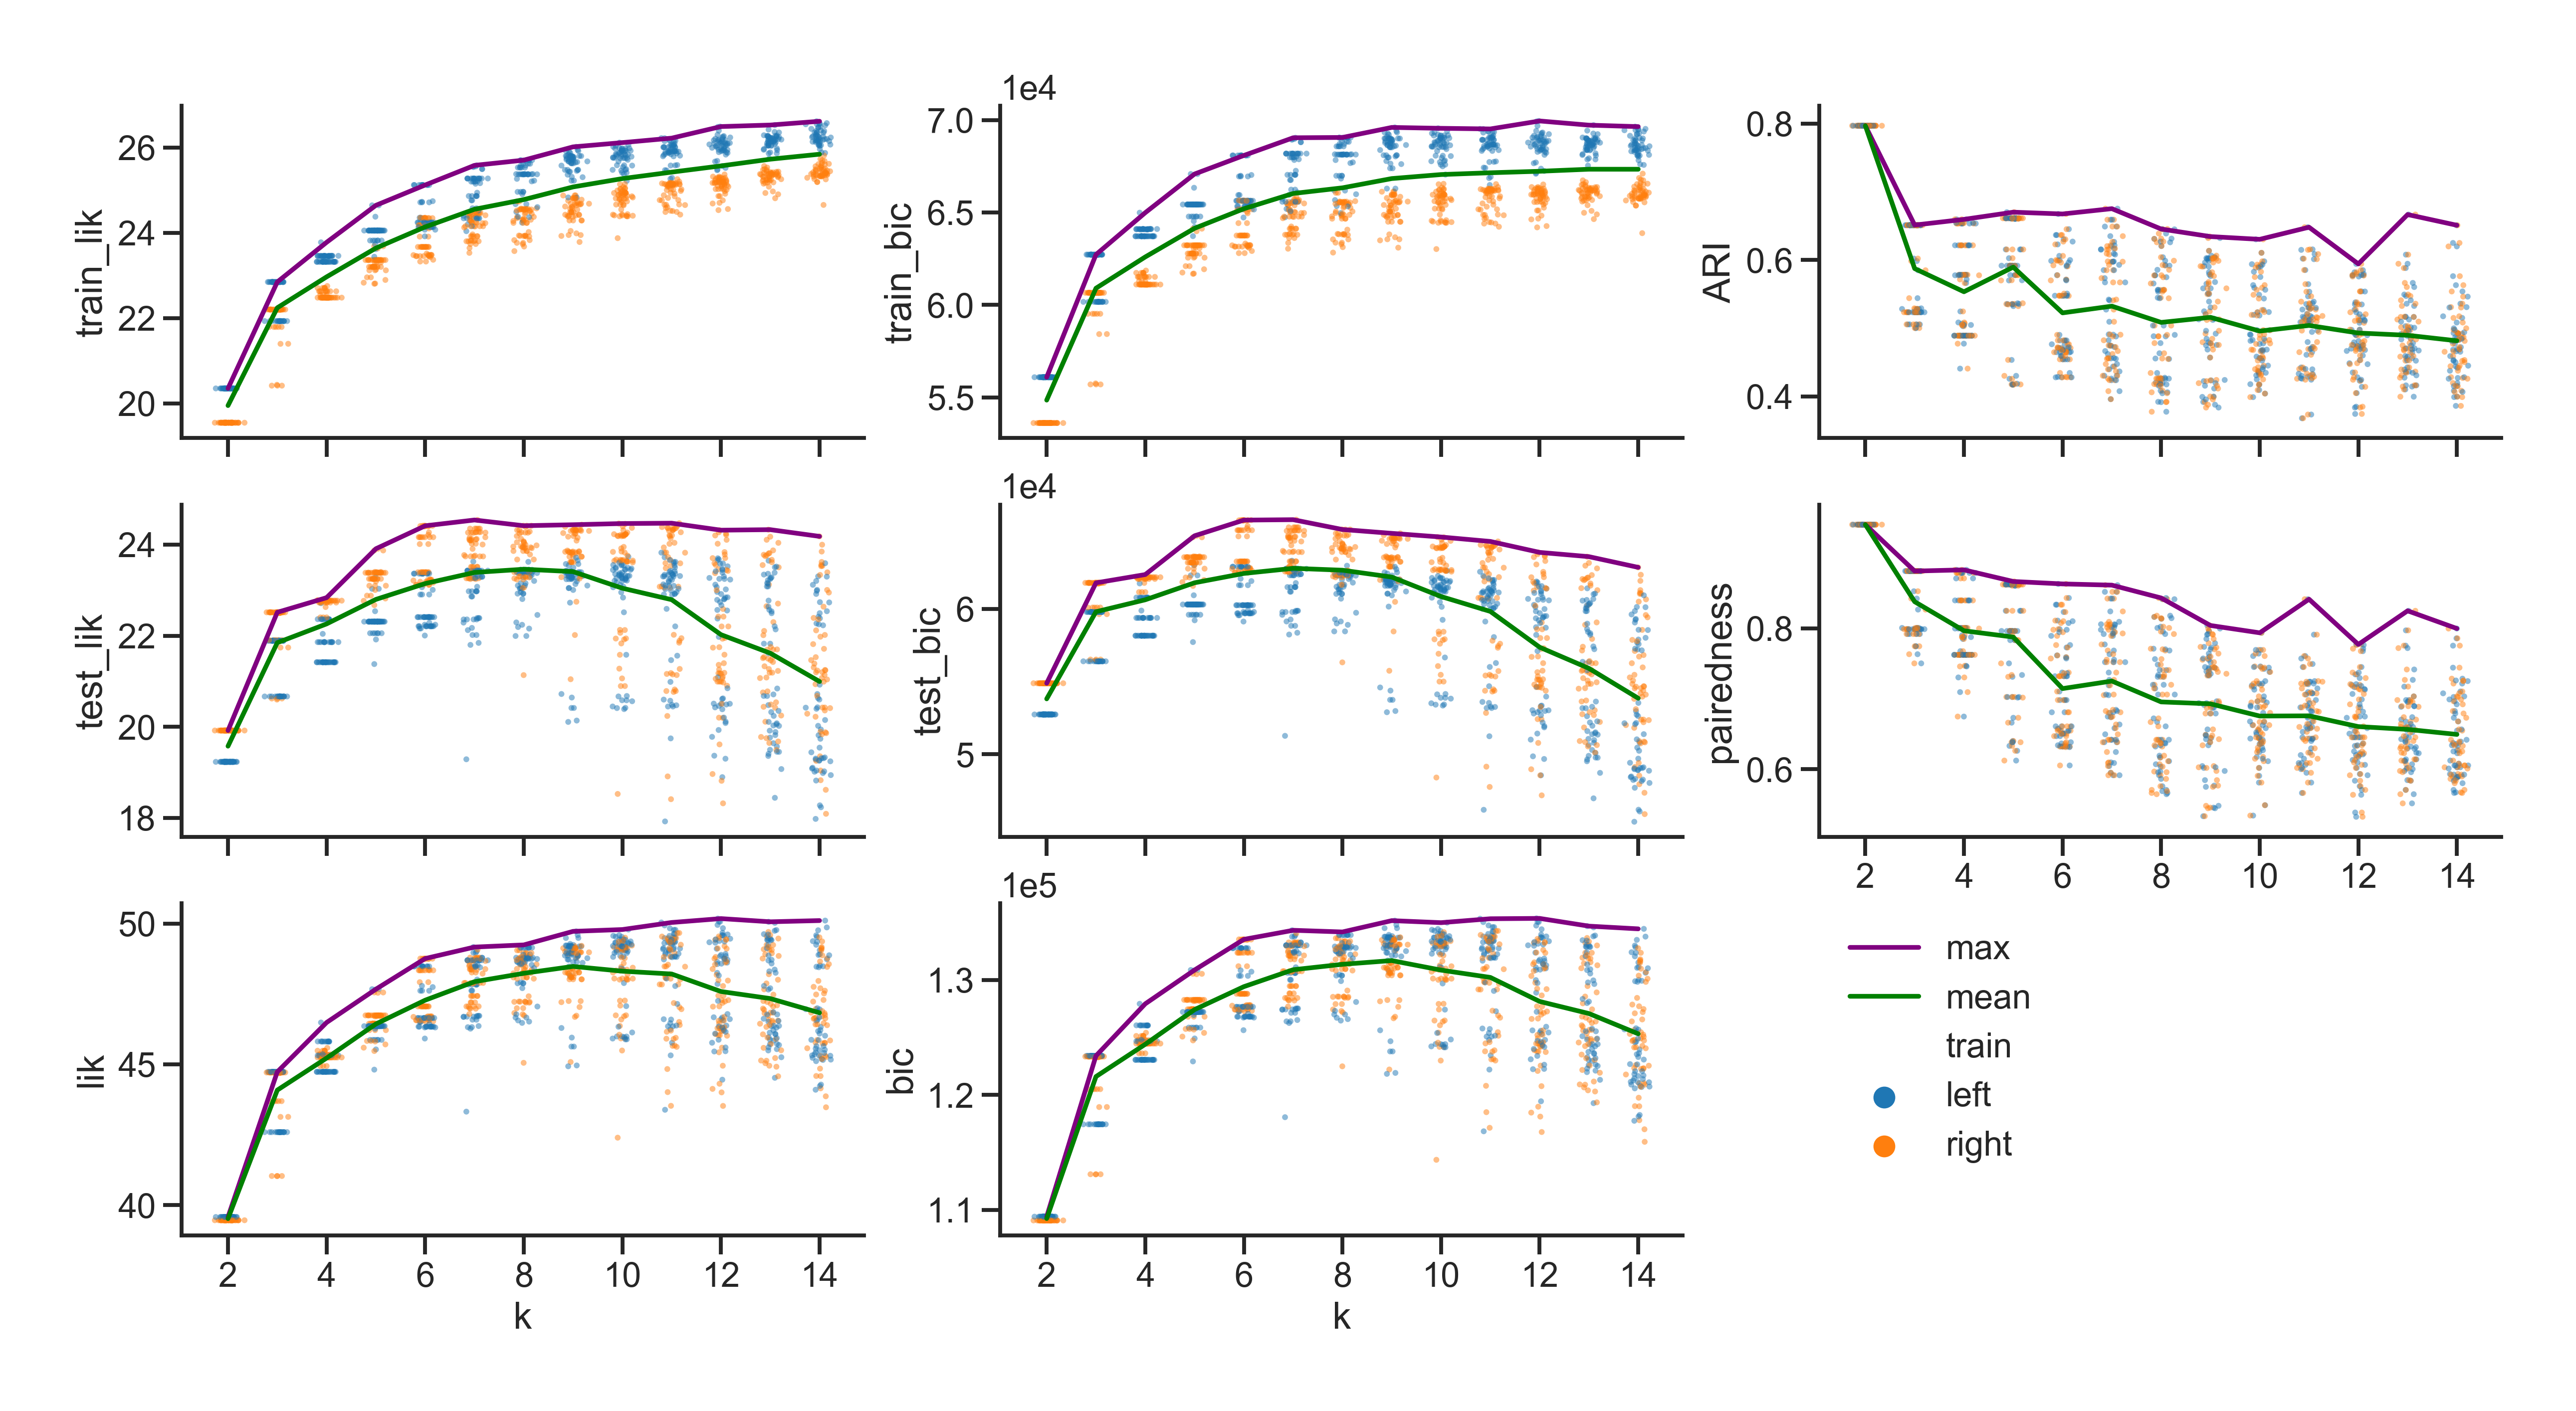 train_lik
26
24
22
20
1e4
train_bic
7.0
6.5
6.0
5.5
ARI
0.8
0.6
0.4
test_lik
24
22
20
18
1e4
test_bic
6
5
pairedness
0.8
0.6
2 4 6 8 10 12 14
lik
50
45
40
2 4 6 8 10 12 14
k
1e5
bic
1.3
1.2
1.1
2 4 6 8 10 12 14
k
max
mean
train
left
right